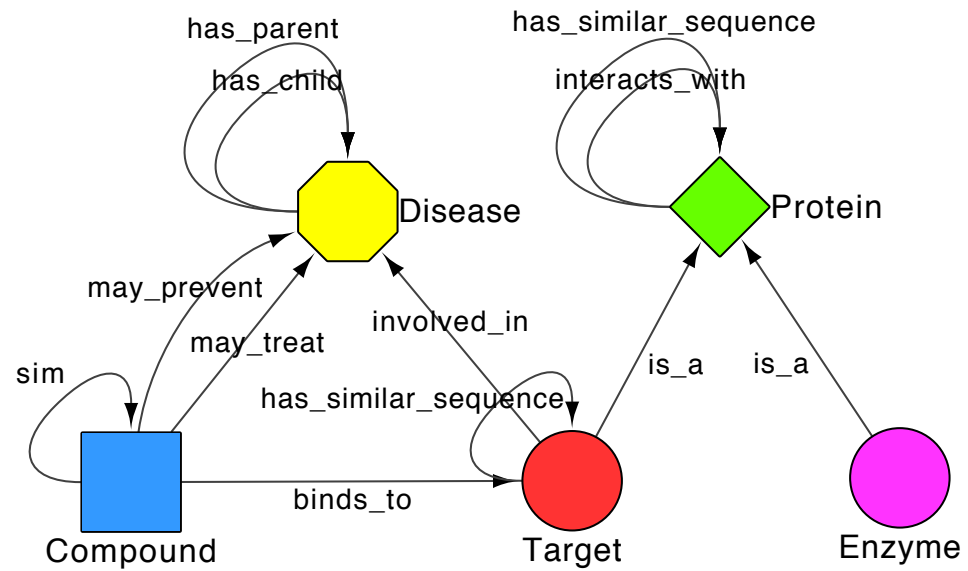 has_parent
has_similar_sequence
has_child
interacts_with
Disease
Protein
may_prevent
involved_in
may_treat
is_a
is_a
sim
has_similar_sequence
binds_to
Compound
Target
Enzyme